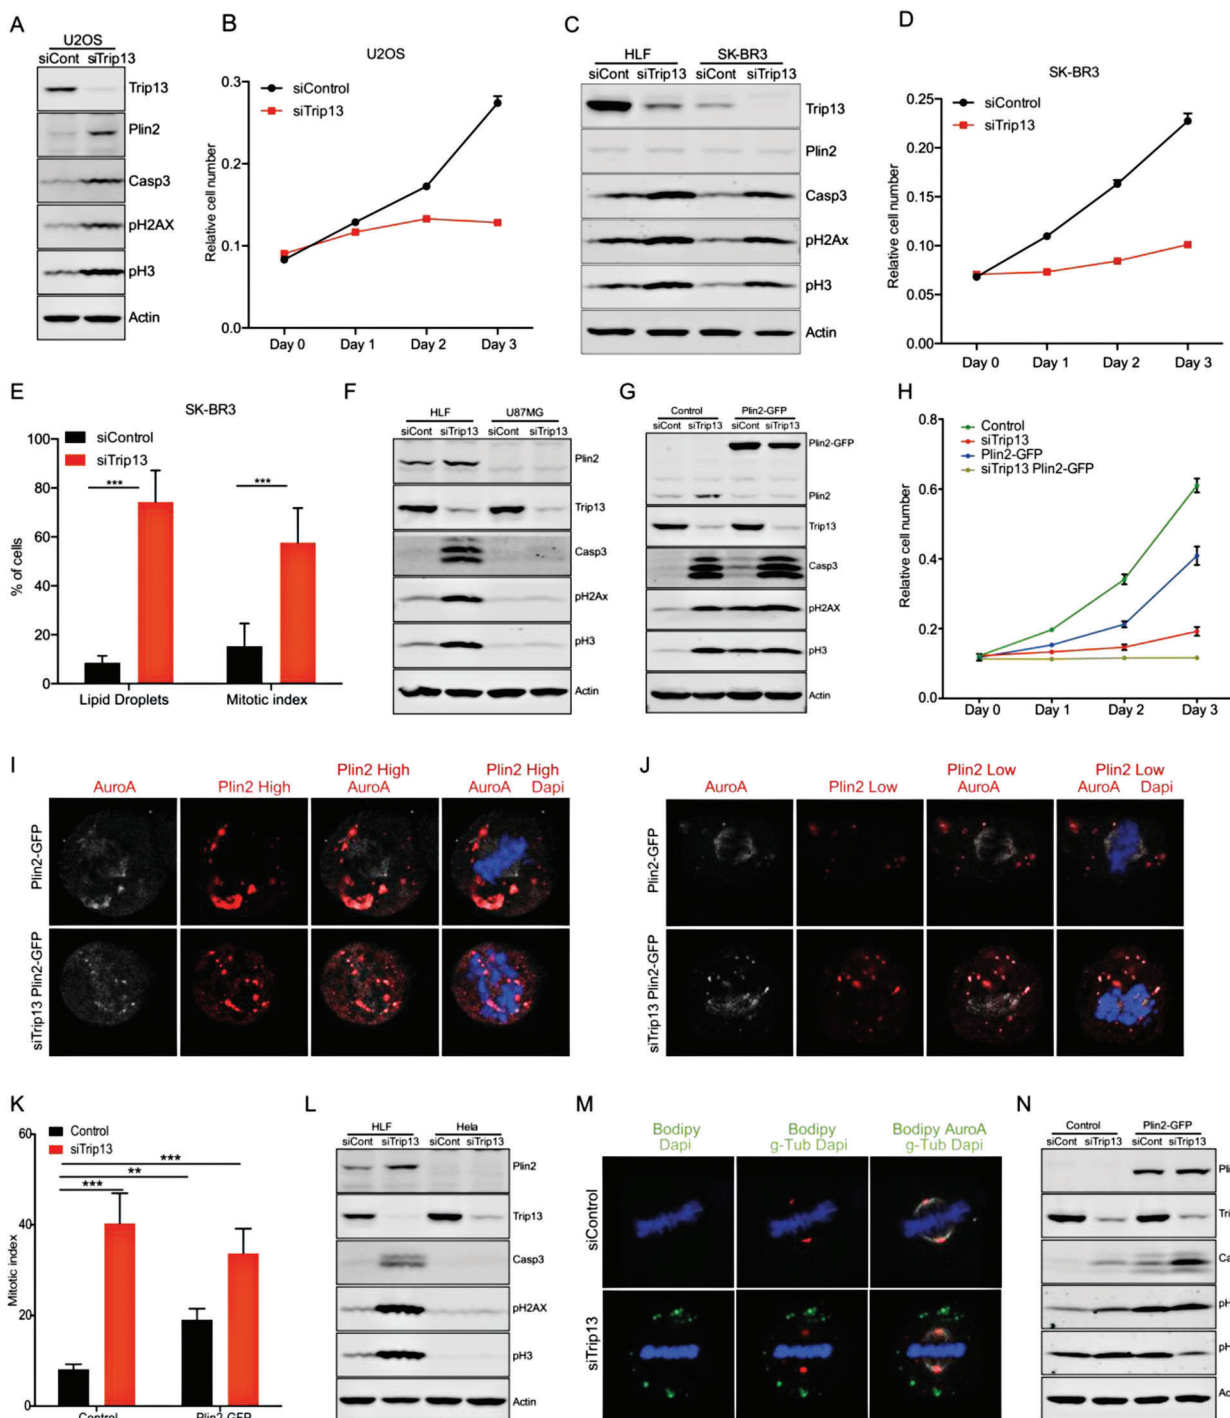 A
U2OS
siCont siTrip13
Trip13
Plin2
Casp3
pH2AX
pH3
Actin
B
U2OS
siControl
siTrip13
Relative cell number
0.3
0.2
0.1
0.0
Day 0 Day 1 Day 2 Day 3
C
HLF SK-BR3
siCont siTrip13 siCont siTrip13
Trip13
Plin2
Casp3
pH2Ax
pH3
Actin
D
SK-BR3
siControl
siTrip13
Relative cell number
0.25
0.20
0.15
0.10
0.05
0.00
Day 0 Day 1 Day 2 Day 3
E
SK-BR3
siControl
siTrip13
% of cells
100
80
60
40
20
0
*** ***
Lipid Droplets Mitotic index
F
HLF U87MG
siCont siTrip13 siCont siTrip13
Plin2
Trip13
Casp3
pH2Ax
pH3
Actin
G
Control Plin2-GFP
siCont siTrip13 siCont siTrip13
Plin2-GFP
Plin2
Trip13
Casp3
pH2AX
pH3
Actin
H
Control
siTrip13
Plin2-GFP
siTrip13 Plin2-GFP
Relative cell number
0.8
0.6
0.4
0.2
0.0
Day 0 Day 1 Day 2 Day 3
I
AuroA
Plin2 High
Plin2 High
AuroA
Plin2 High
AuroA Dapi
Plin2-GFP
siTrip13 Plin2-GFP
J
AuroA
Plin2 Low
Plin2 Low
AuroA
Plin2 Low
AuroA Dapi
Plin2-GFP
siTrip13 Plin2-GFP
K
Control
siTrip13
Mitotic index
60
40
20
0
***
**
***
Control Plin2-GFP
L
HLF Hela
siCont siTrip13 siCont siTrip13
Plin2
Trip13
Casp3
pH2AX
pH3
Actin
M
Bodipy
Dapi
Bodipy
g-Tub Dapi
Bodipy AuroA
g-Tub Dapi
siControl
siTrip13
N
Control Plin2-GFP
siCont siTrip13 siCont siTrip13
Pli
Tri
Ca
pH
pH
Ac